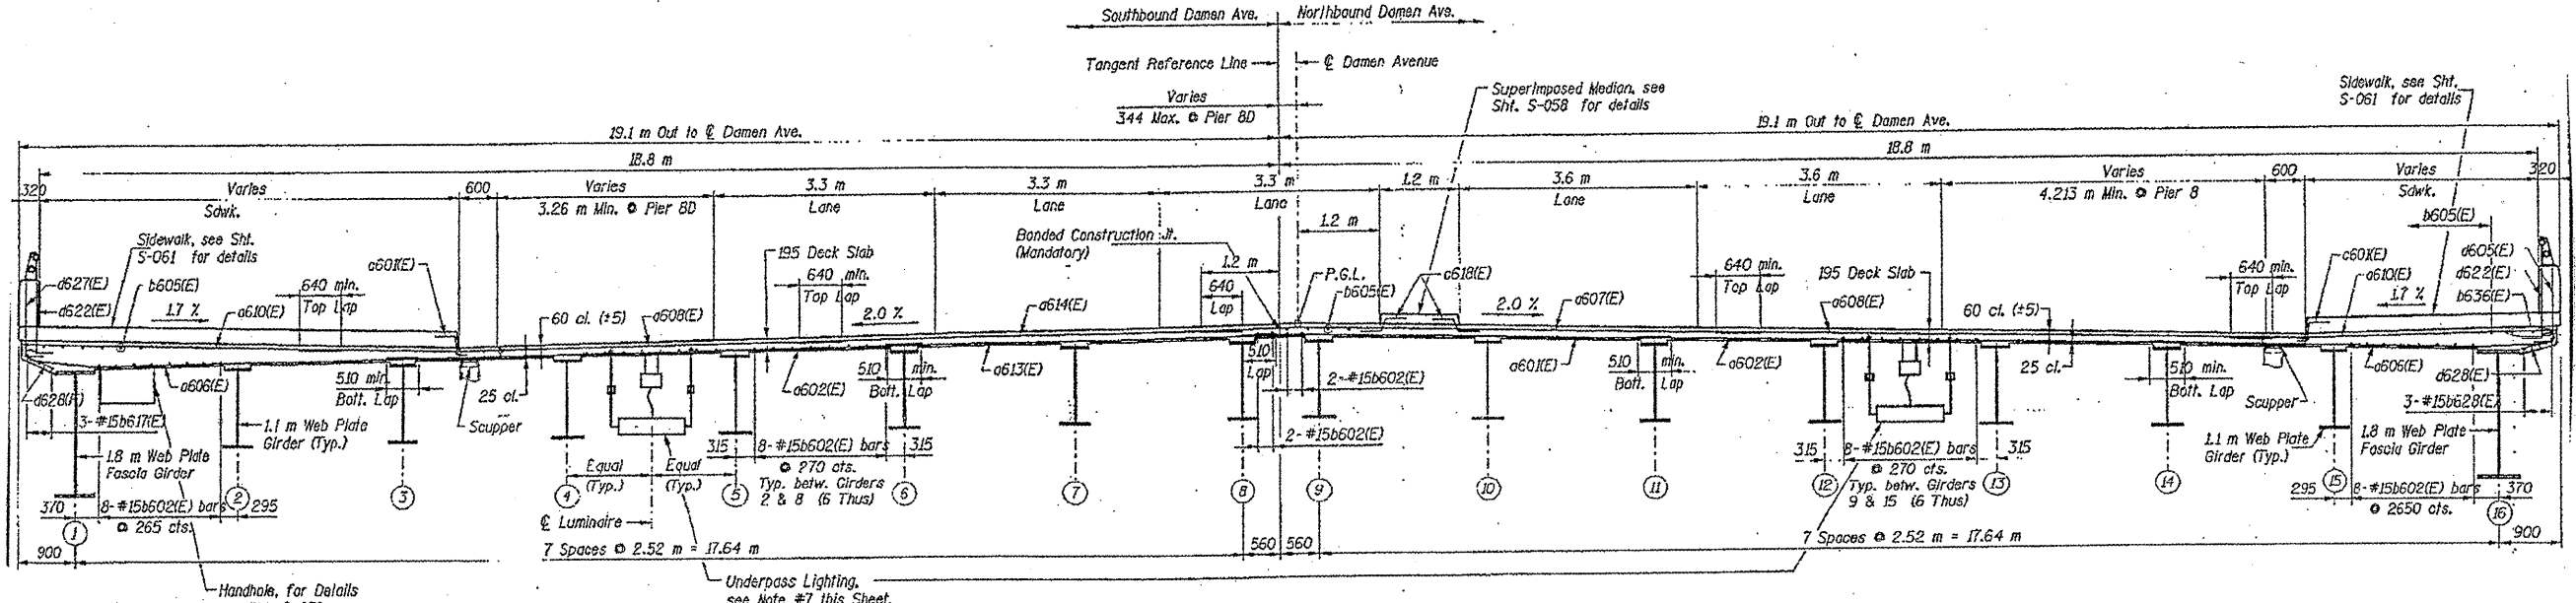 Southbound Damen Ave.
Northbound Damen Ave.
Tangent Reference Line
℄ Damen Avenue
Varies
344 Max. @ Pier 8D
Superimposed Median, see
Sht. S-058 for details
Sidewalk, see Sht.
S-061 for details
19.1 m Out to ℄ Damen Ave.
19.1 m Out to ℄ Damen Ave.
18.8 m
18.8 m
320
Varies
Sdwk.
600
Varies
3.26 m Min. @ Pier 8D
3.3 m
Lane
3.3 m
Lane
3.3 m
Lane
1.2 m
3.6 m
Lane
3.6 m
Lane
Varies
4.213 m Min. @ Pier 8
600
Varies
Sdwk.
320
Sidewalk, see Sht.
S-061 for details
Bonded Construction Jt.
(Mandatory)
1.2 m
1.2 m
b605(E)
d627(E)
d622(E)
b605(E)
1.7 %
a610(E)
640 min.
Top Lap
c601(E)
60 cl. (±5)
a608(E)
195 Deck Slab
640 min.
Top Lap
2.0 %
a614(E)
640
Lap
P.G.L.
b605(E)
c618(E)
2.0 %
a607(E)
640 min.
Top Lap
195 Deck Slab
a608(E)
60 cl. (±5)
640 min.
Top Lap
c601(E)
a610(E)
1.7 %
d605(E)
d622(E)
b636(E)
d628(E)
a606(E)
510 min.
Bott. Lap
25 cl.
Scupper
a602(E)
510 min.
Bott. Lap
a613(E)
510
Lap
2-#15b602(E)
a601(E)
510 min.
Bott. Lap
a602(E)
25 cl.
510 min.
Bott. Lap
Scupper
a606(E)
d628(E)
3-#15b617(E)
1.1 m Web Plate
Girder (Typ.)
1.8 m Web Plate
Fascia Girder
315
8-#15b602(E) bars
@ 270 cts.
Typ. betw. Girders
2 & 8 (6 Thus)
315
2-#15b602(E)
315
8-#15b602(E) bars
@ 270 cts.
Typ. betw. Girders
9 & 15 (6 Thus)
315
3-#15b628(E)
1.1 m Web Plate
Girder (Typ.)
1.8 m Web Plate
Fascia Girder
Equal
(Typ.)
Equal
(Typ.)
℄ Luminaire
370
8-#15b602(E) bars
@ 265 cts.
295
295
8-#15b602(E) bars
@ 2650 cts.
370
1
2
3
4
5
6
7
8
9
10
11
12
13
14
15
16
900
7 Spaces @ 2.52 m = 17.64 m
560
560
7 Spaces @ 2.52 m = 17.64 m
900
Handhole, for Details
Underpass Lighting,
see Note #7 this Sheet.